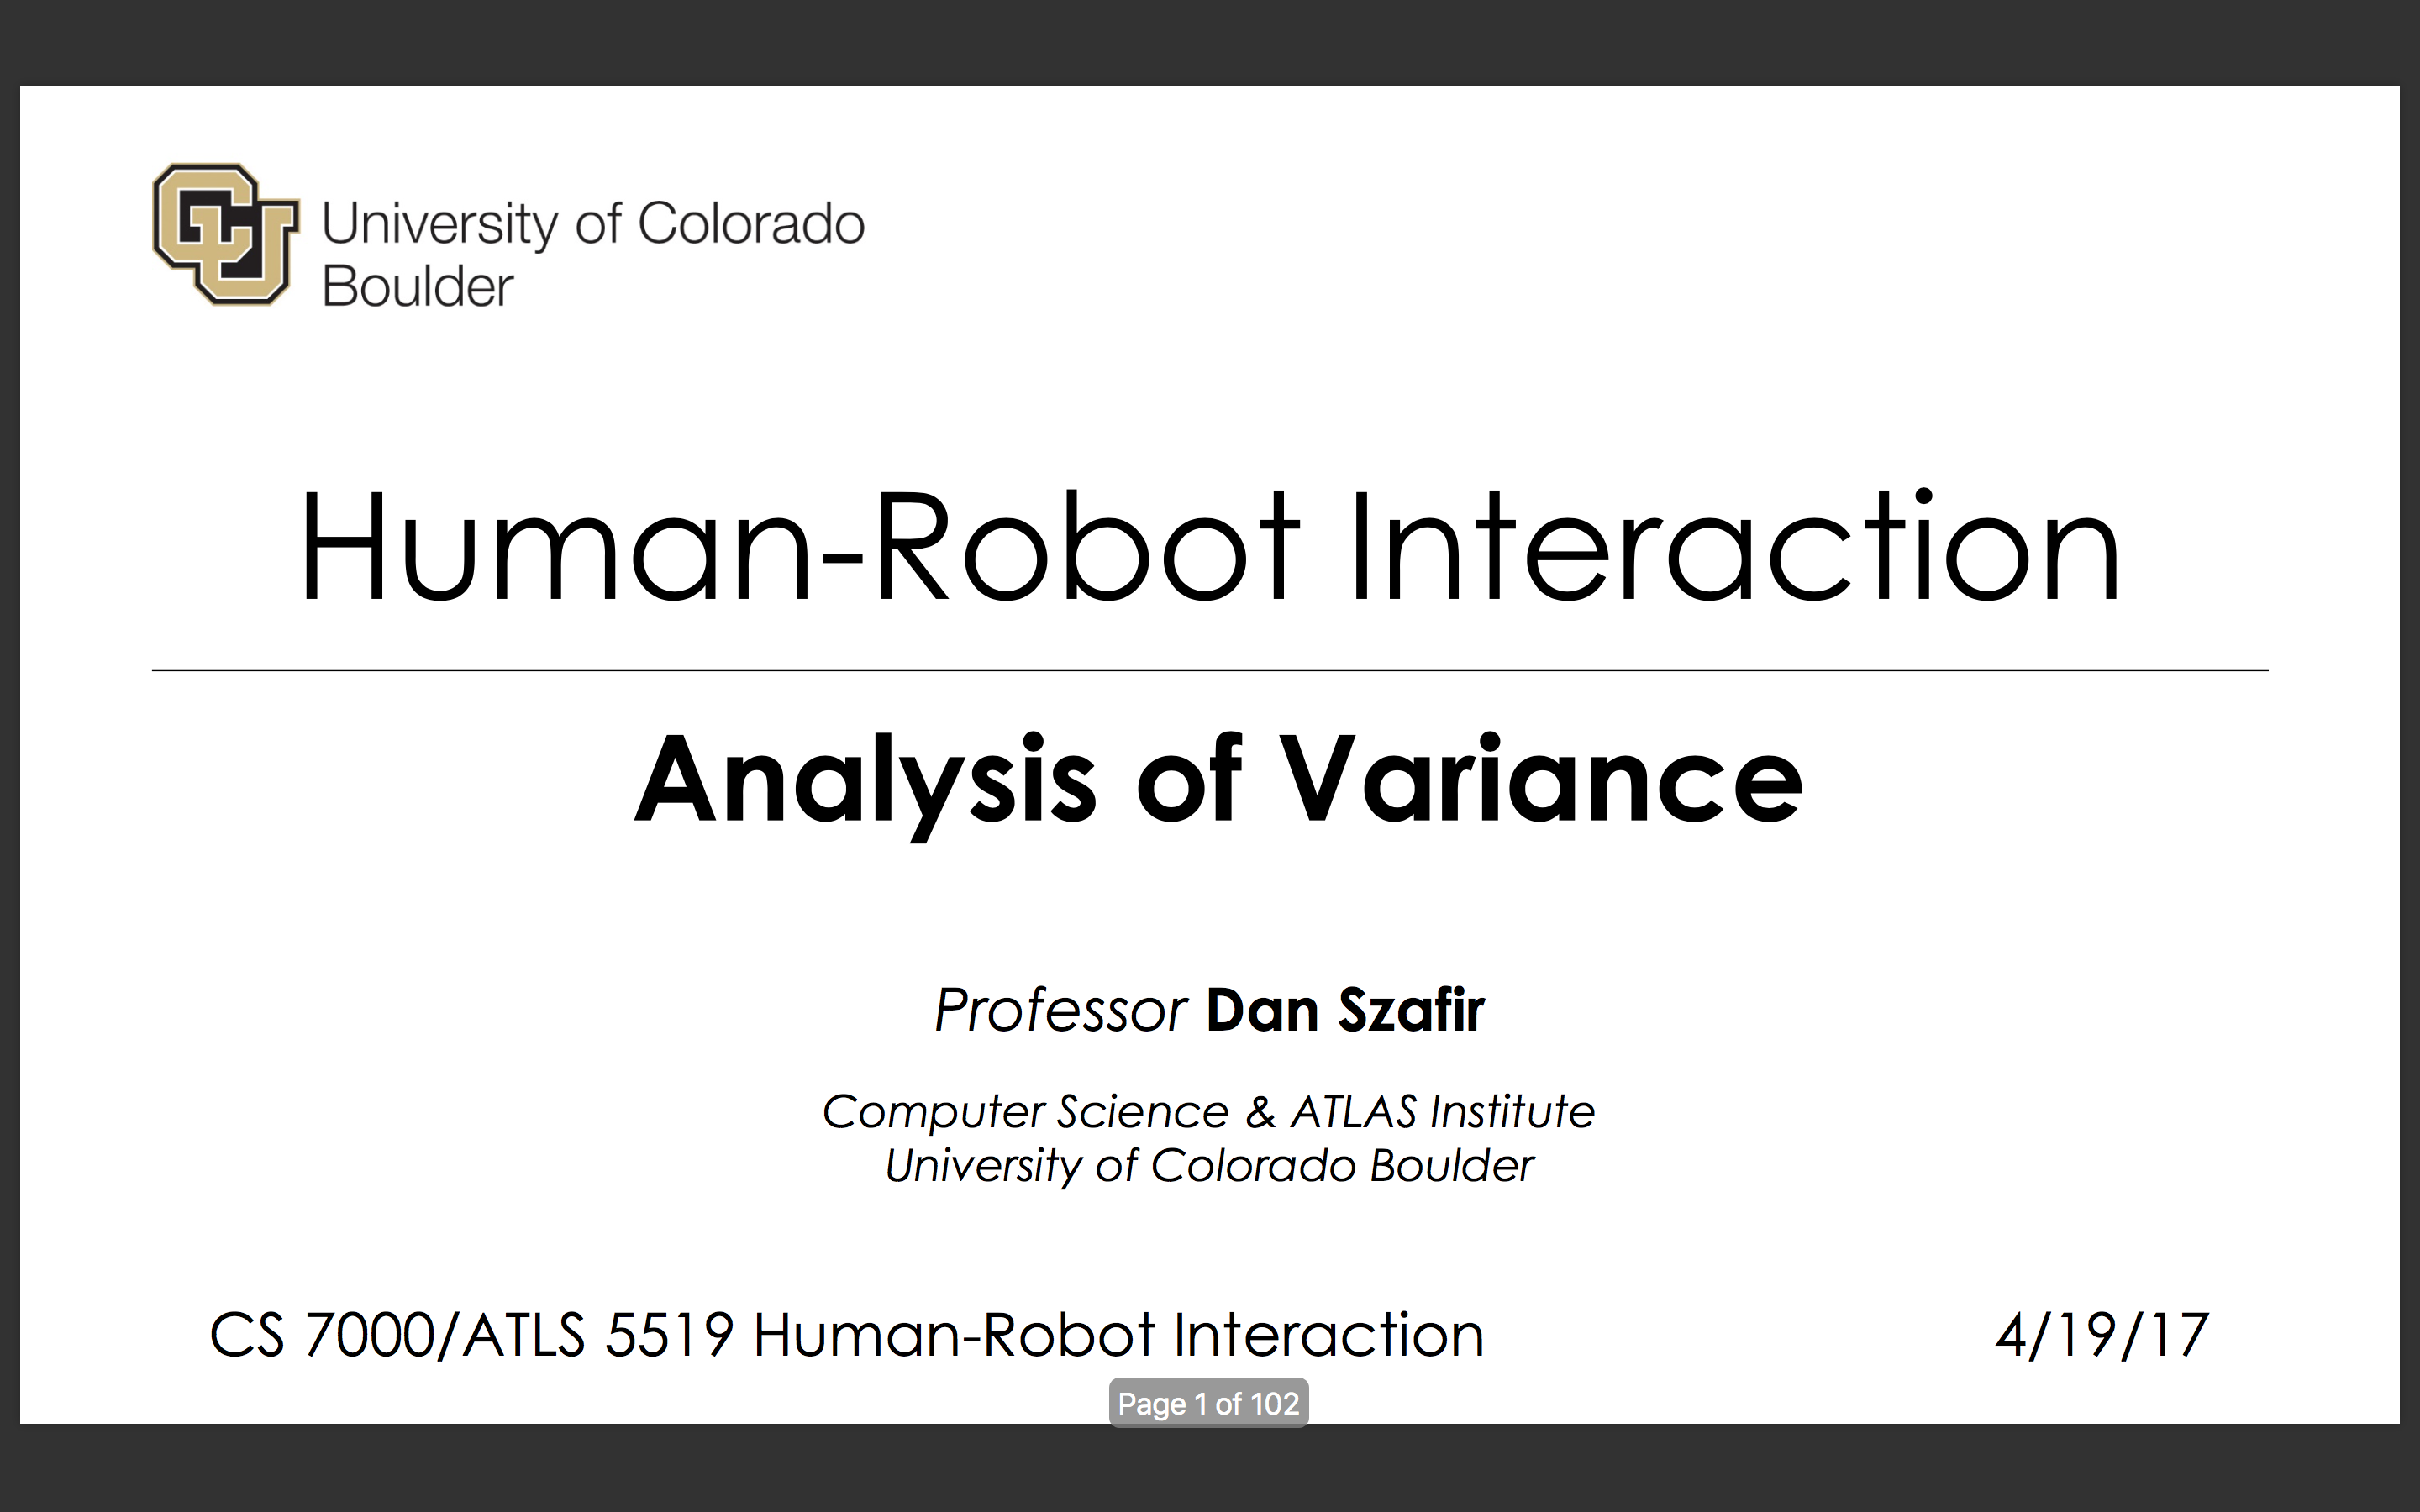 CU
University of Colorado
Boulder
Human-Robot Interaction
Analysis of Variance
Professor Dan Szafir
Computer Science & ATLAS Institute
University of Colorado Boulder
CS 7000/ATLS 5519 Human-Robot Interaction 4/19/17
Page 1 of 102